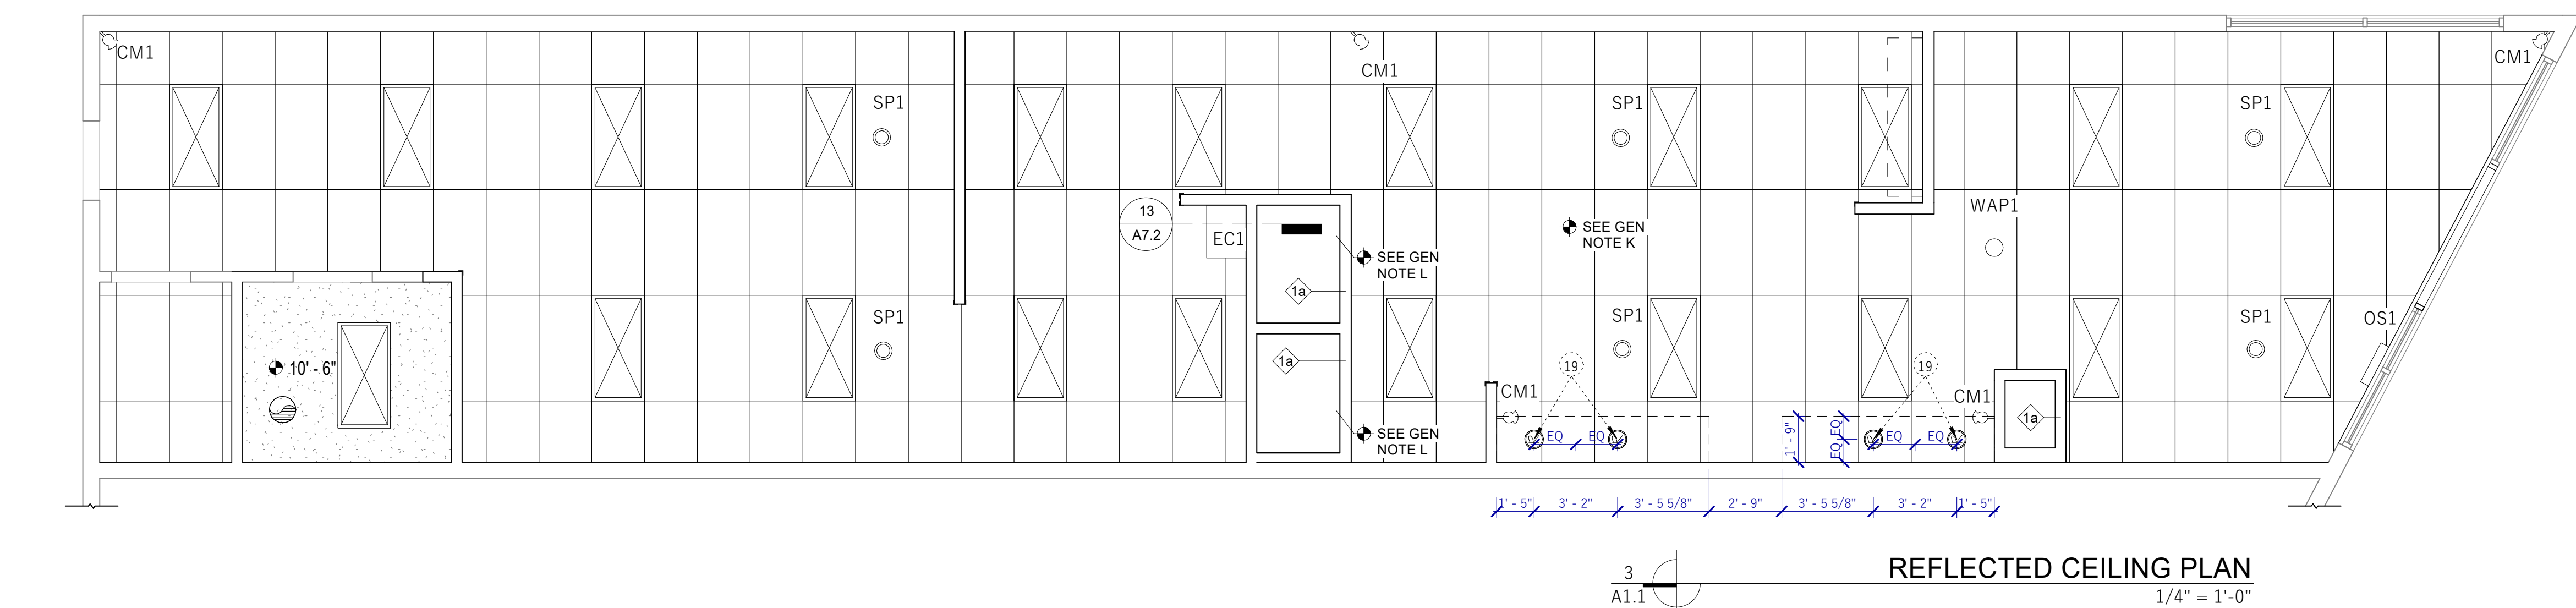 CM1
CM1
CM1
SP1
SP1
SP1
13
A7.2
EC1
SEE GEN
NOTE L
SEE GEN
NOTE K
WAP1
1a
SP1
SP1
SP1
OS1
10' - 6"
1a
19
19
CM1
CM1
1a
SEE GEN
NOTE L
EQ
EQ
1' - 9"
EQ
EQ
EQ
EQ
1' - 5"
3' - 2"
3' - 5 5/8"
2' - 9"
3' - 5 5/8"
3' - 2"
1' - 5"
3
A1.1
REFLECTED CEILING PLAN
1/4" = 1'-0"